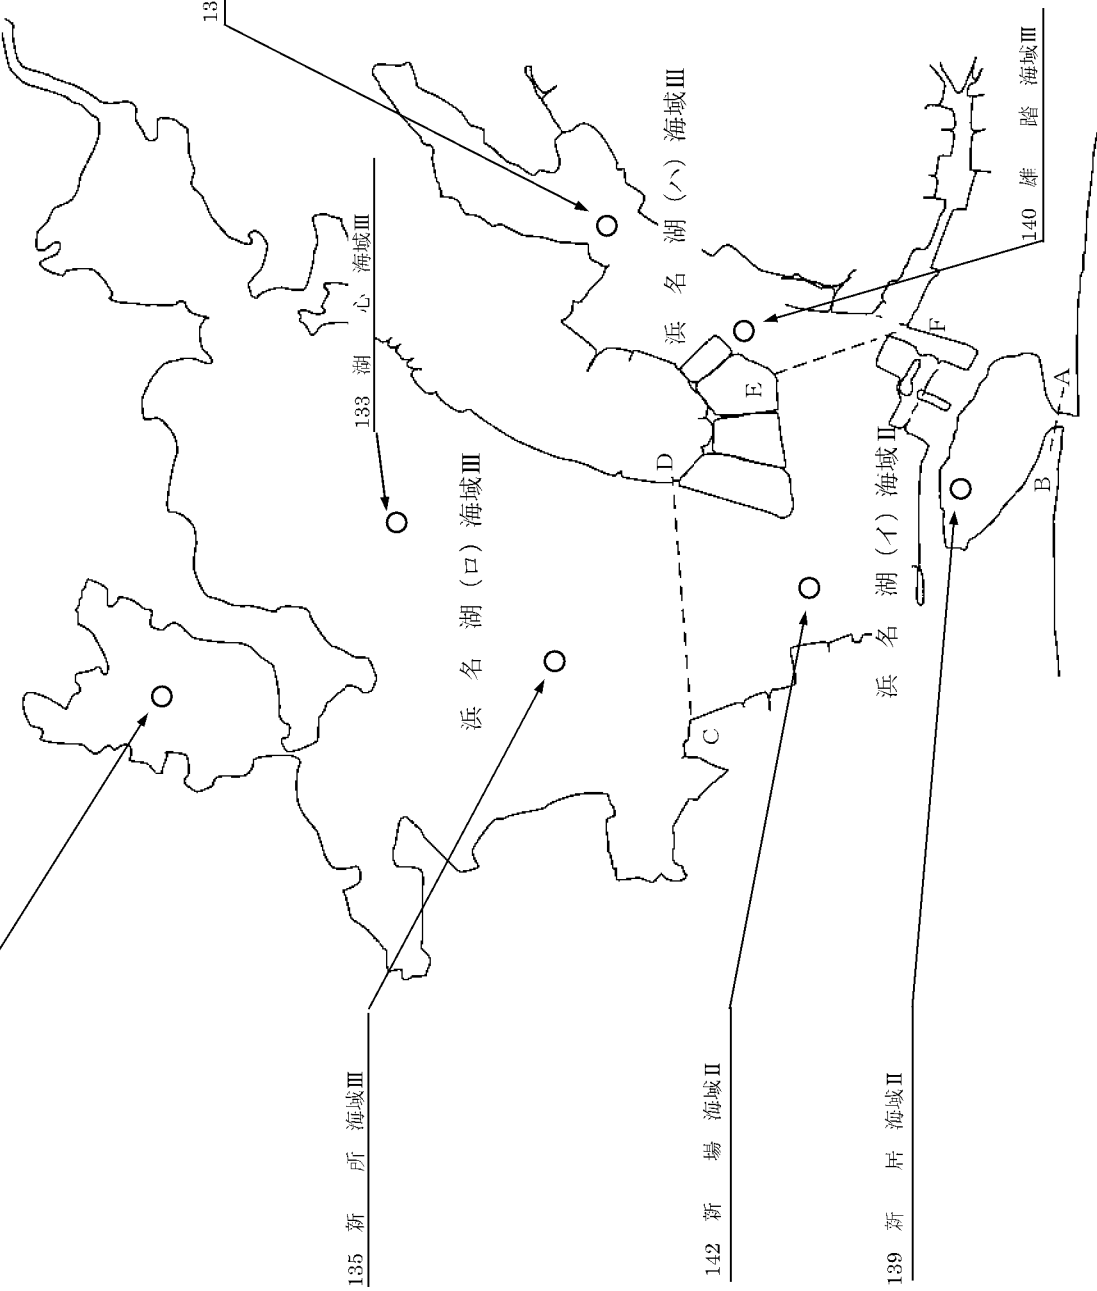 13
133 湖 心 海域Ⅲ
浜 名 湖 (ハ) 海域Ⅲ
140 雄 踏 海域Ⅲ
浜 名 湖 (ロ) 海域Ⅲ
浜 名 湖 (イ) 海域Ⅱ
135 新 所 海域Ⅲ
142 新 場 海域Ⅱ
139 新 居 海域Ⅱ
A
B
C
D
E
F